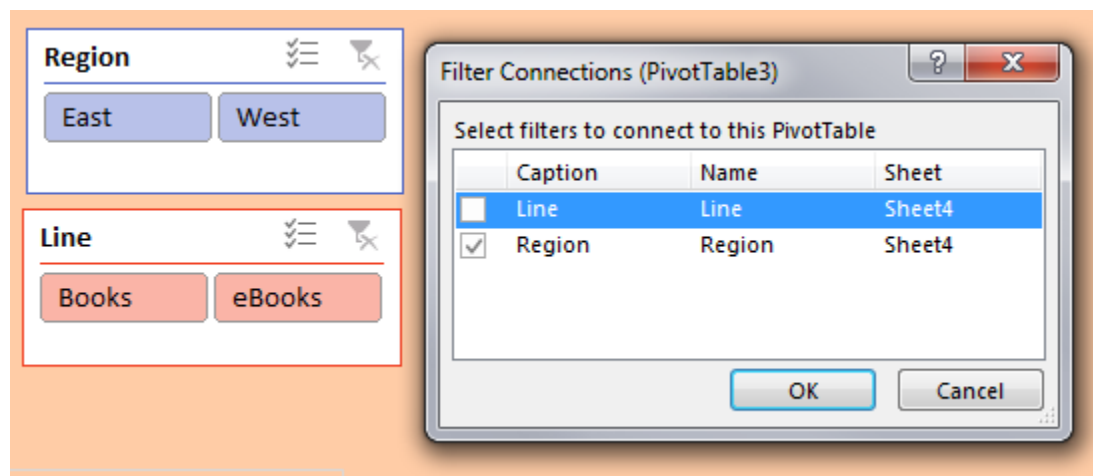 Region
East West
Line
Books eBooks
Filter Connections (PivotTable3)
Select filters to connect to this PivotTable
Caption Name Sheet
Line Line Sheet4
Region Region Sheet4
OK Cancel